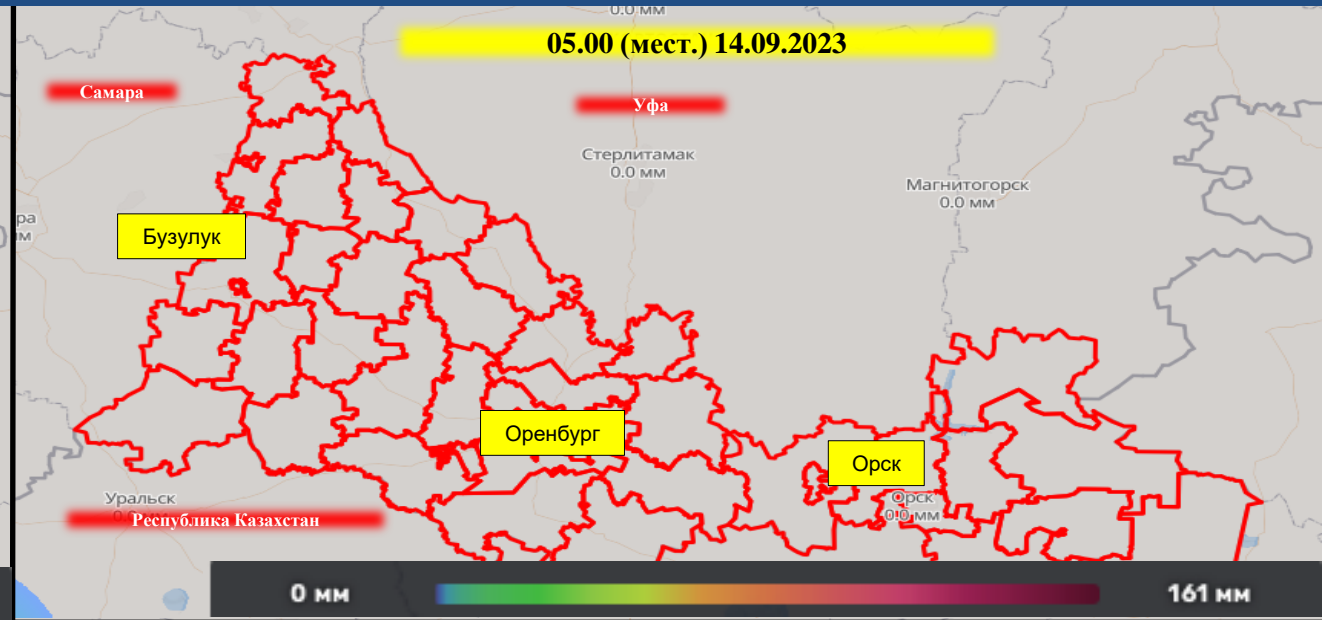 0.0 мм
05.00 (мест.) 14.09.2023
Самара
Уфа
Стерлитамак
0.0 мм
Магнитогорск
0.0 мм
ра
Бузулук
Оренбург
Орск
Орск
0.0 мм
Уральск
Республика Казахстан
0 мм
161 мм